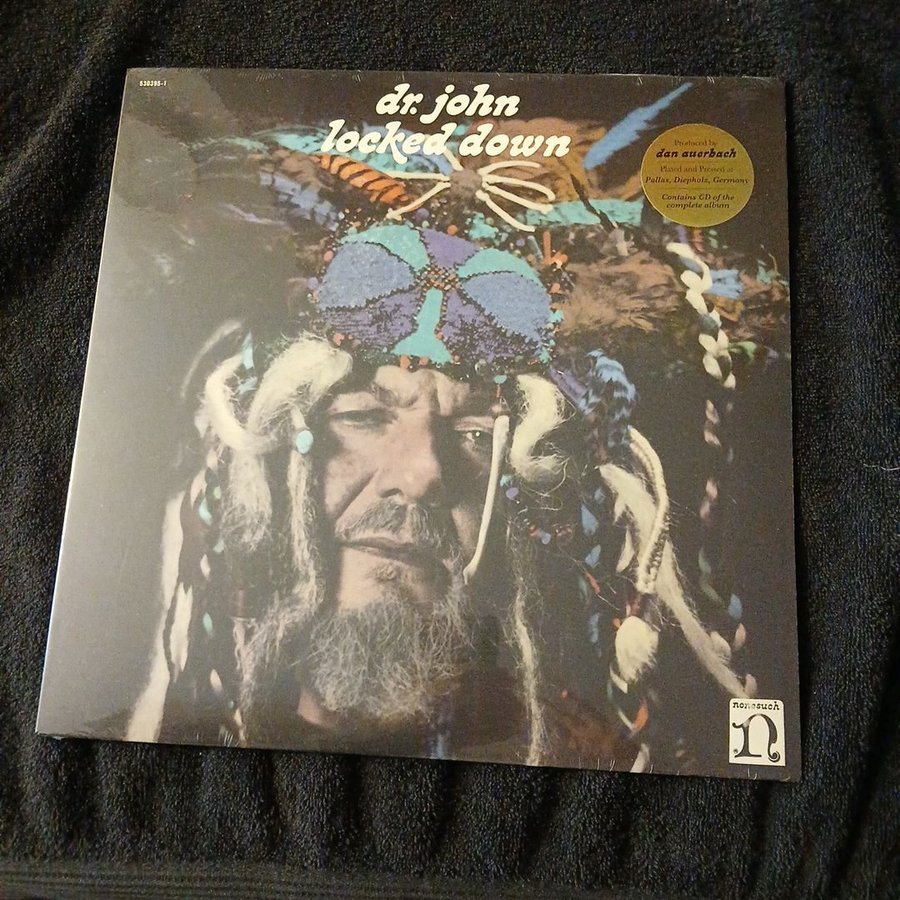 530395-1
dr. john
locked down
Produced by
dan auerbach
Plated and Pressed at
Pallas, Diepholz, Germany
Contains CD of the
complete album
nonesuch
n